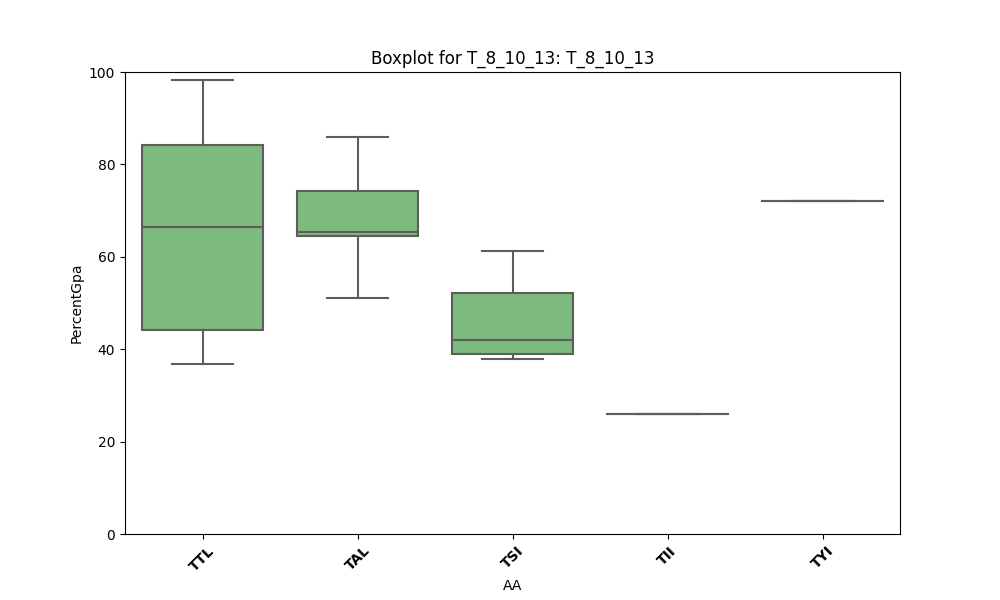 Boxplot for T_8_10_13: T_8_10_13
100
80
60
40
20
0
PercentGpa
TTL
TAL
TSI
TII
TYI
AA